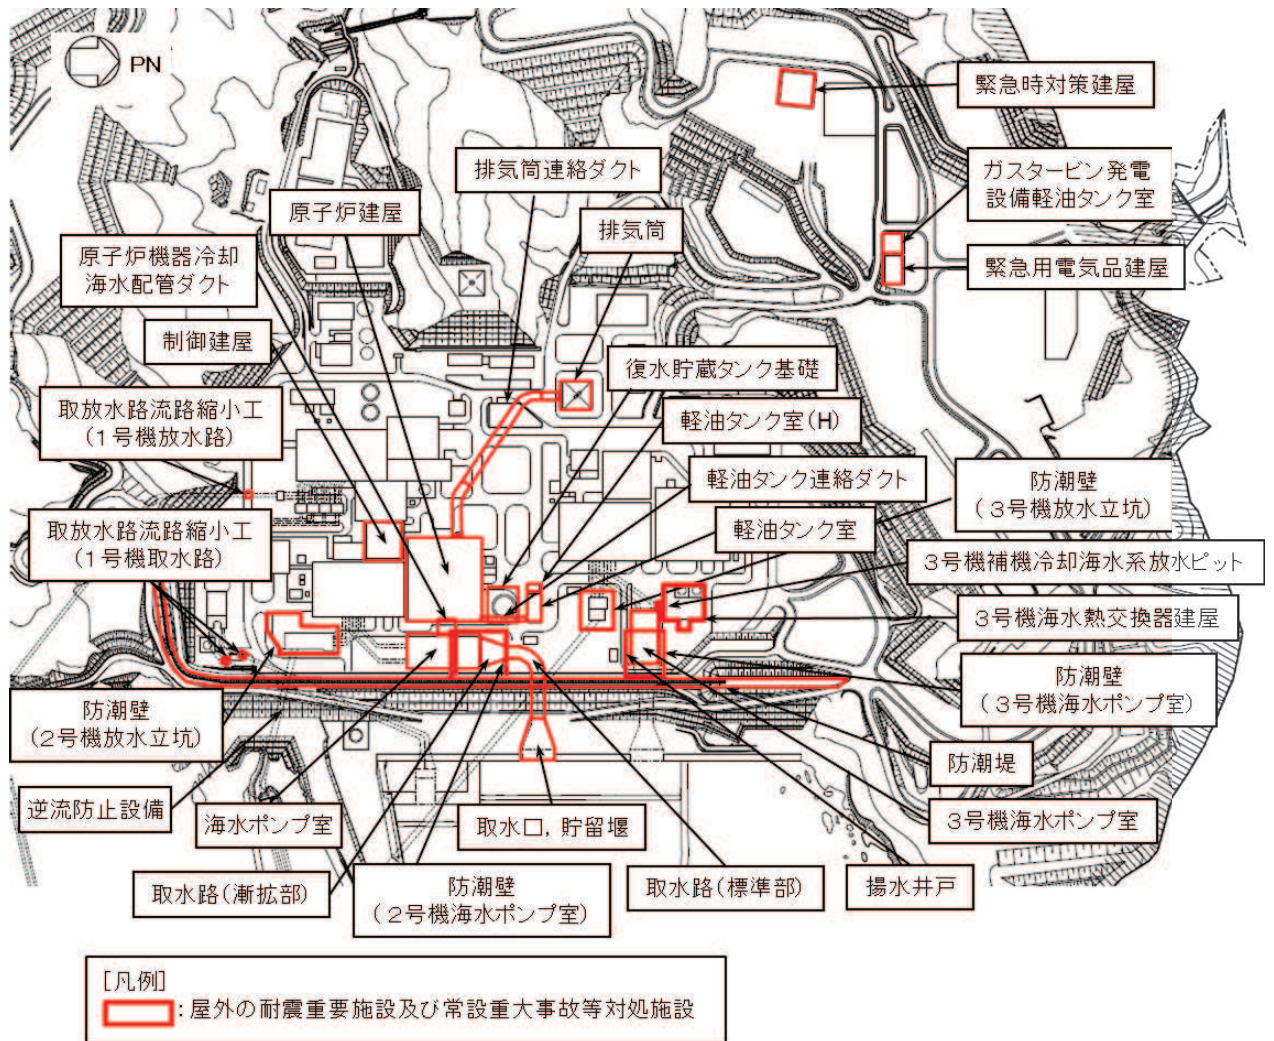 PN
緊急時対策建屋
排気筒連絡ダクト
ガスタービン発電
設備軽油タンク室
原子炉建屋
排気筒
原子炉機器冷却
海水配管ダクト
緊急用電気品建屋
制御建屋
復水貯蔵タンク基礎
取放水路流路縮小工
(1号機放水路)
軽油タンク室(H)
軽油タンク連絡ダクト
防潮壁
(3号機放水立坑)
取放水路流路縮小工
(1号機取水路)
軽油タンク室
3号機補機冷却海水系放水ピット
3号機海水熱交換器建屋
防潮壁
(2号機放水立坑)
防潮壁
(3号機海水ポンプ室)
防潮堤
逆流防止設備
海水ポンプ室
取水口,貯留堰
3号機海水ポンプ室
取水路(漸拡部)
防潮壁
(2号機海水ポンプ室)
取水路(標準部)
揚水井戸
[凡例]
:屋外の耐震重要施設及び常設重大事故等対処施設